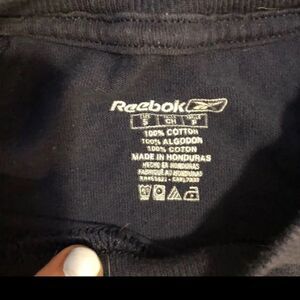 Reebok
S CH P
100% COTTON
100% ALGODON
100% COTON
MADE IN HONDURAS
HECHO EN HONDURAS
FABRIQUÉ AU HONDURAS